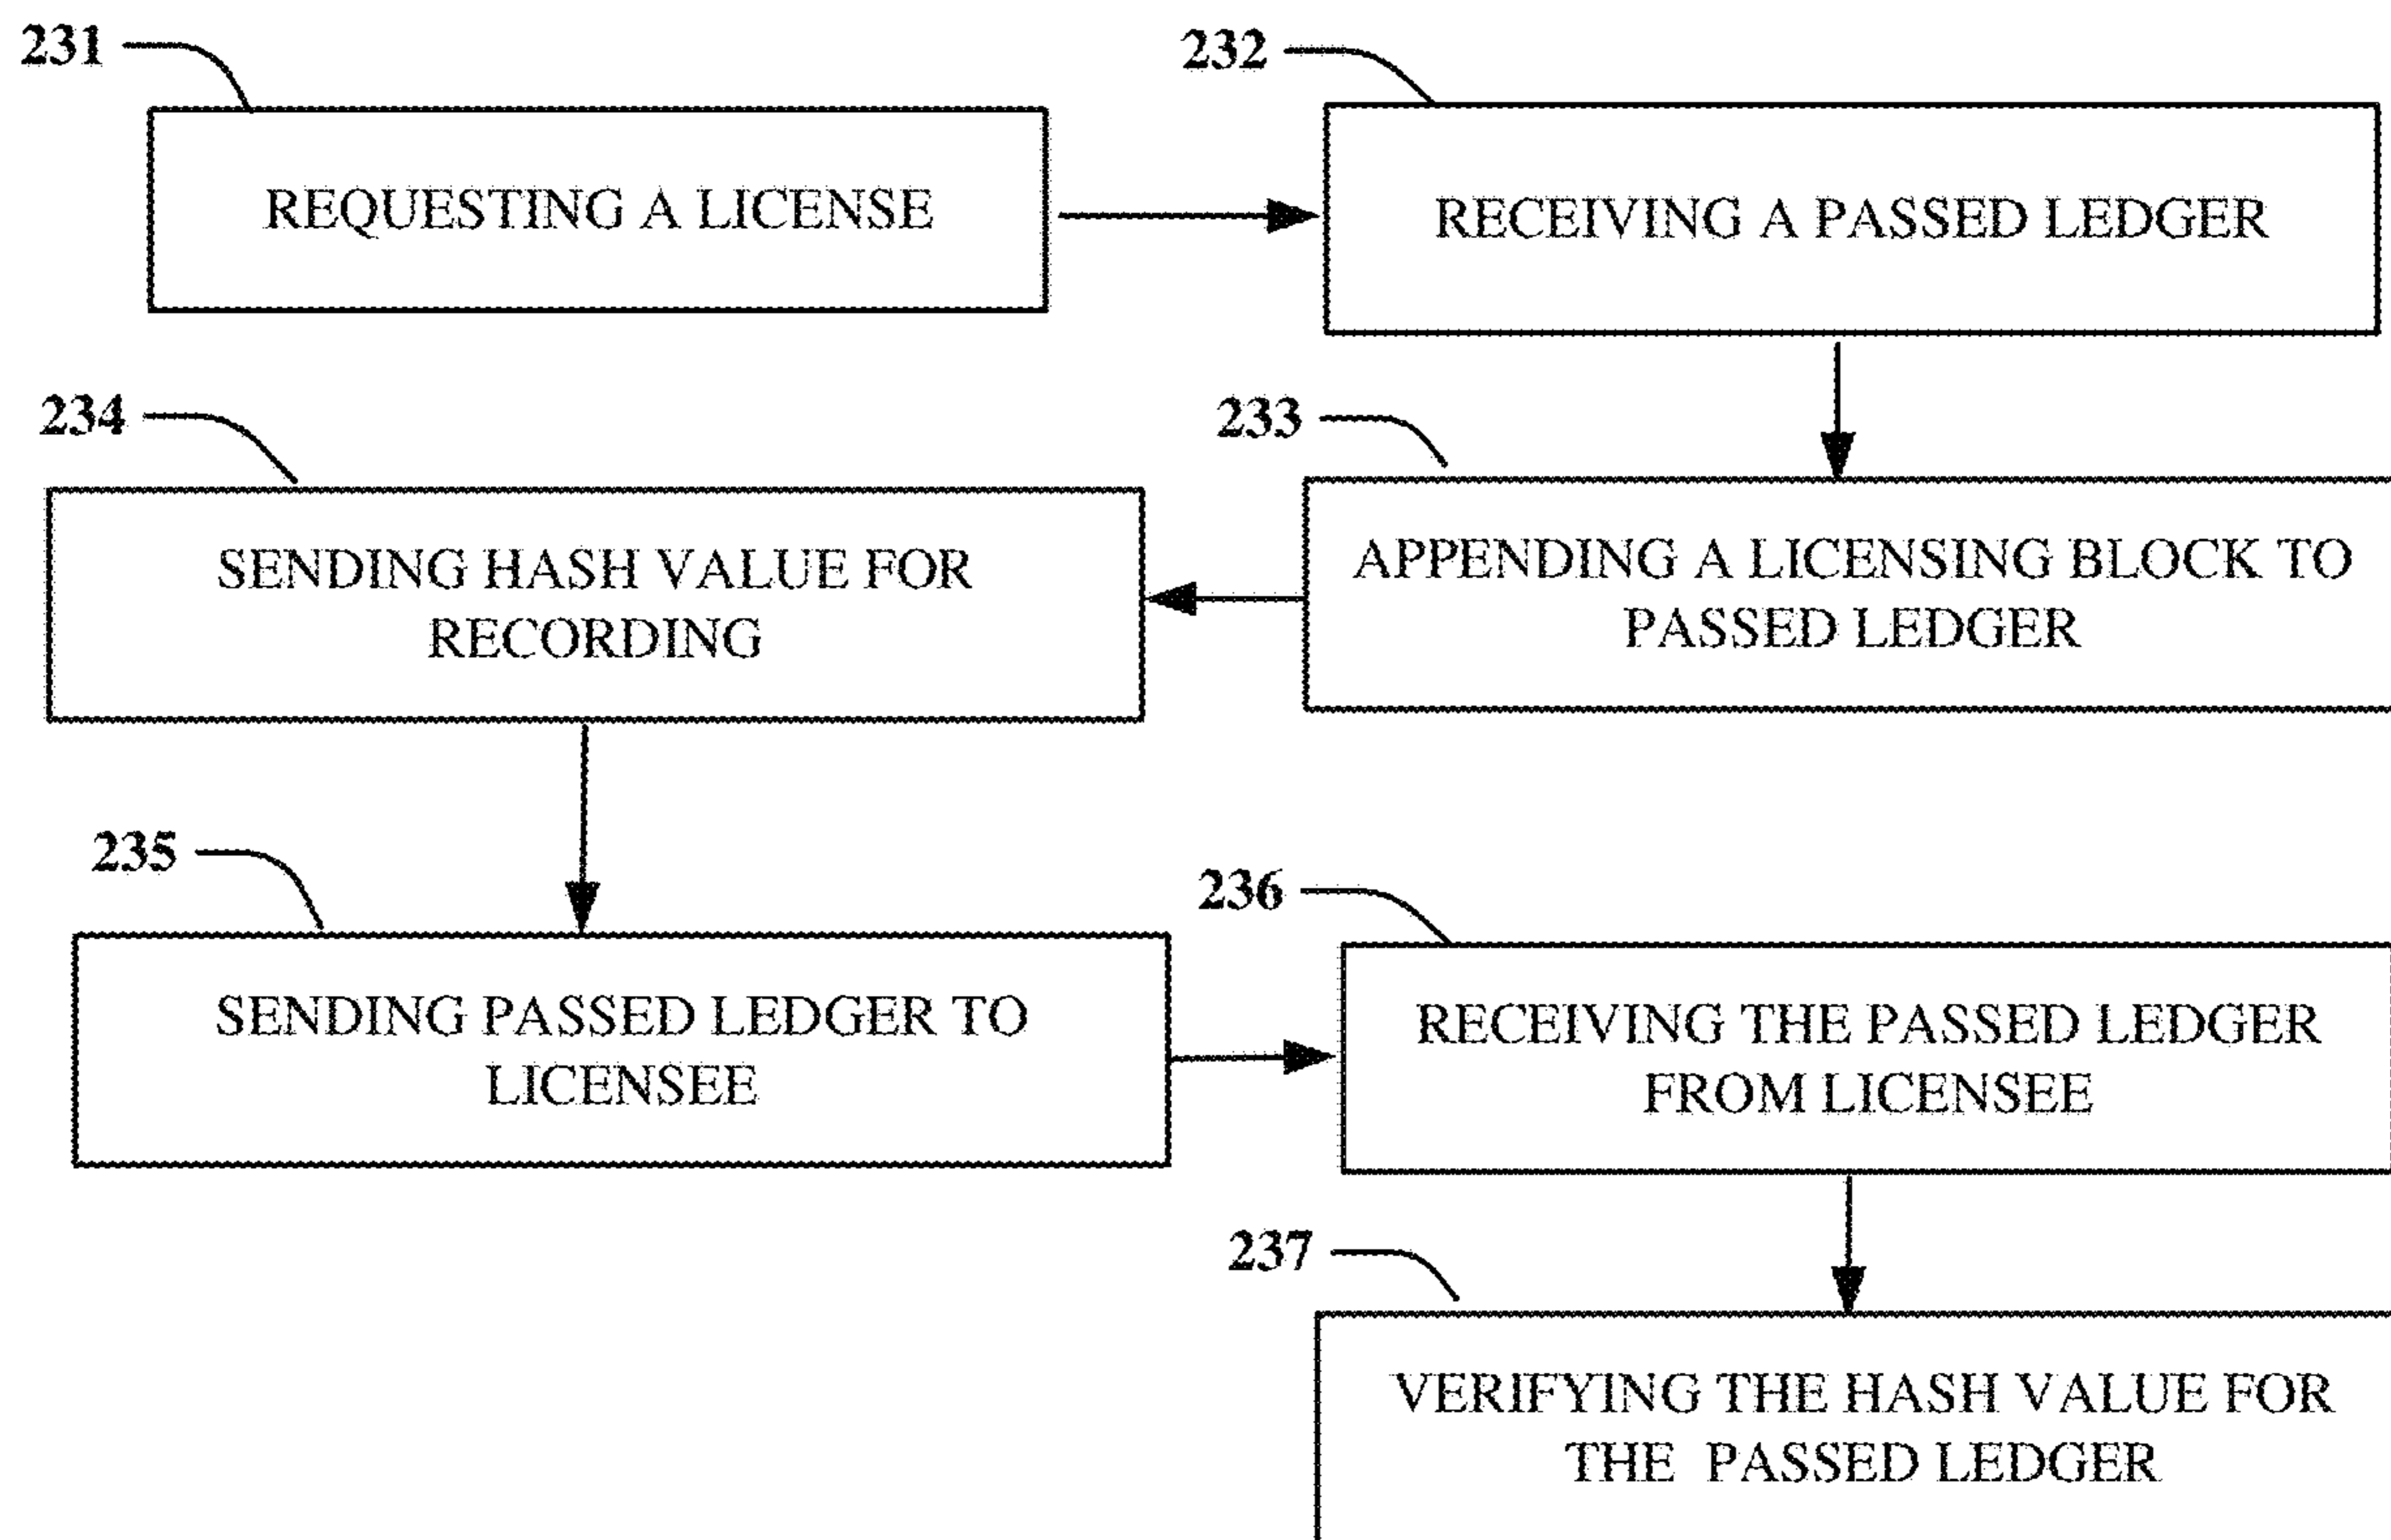 231
REQUESTING A LICENSE
232
RECEIVING A PASSED LEDGER
233
APPENDING A LICENSING BLOCK TO
PASSED LEDGER
234
SENDING HASH VALUE FOR
RECORDING
235
SENDING PASSED LEDGER TO
LICENSEE
236
RECEIVING THE PASSED LEDGER
FROM LICENSEE
237
VERIFYING THE HASH VALUE FOR
THE PASSED LEDGER